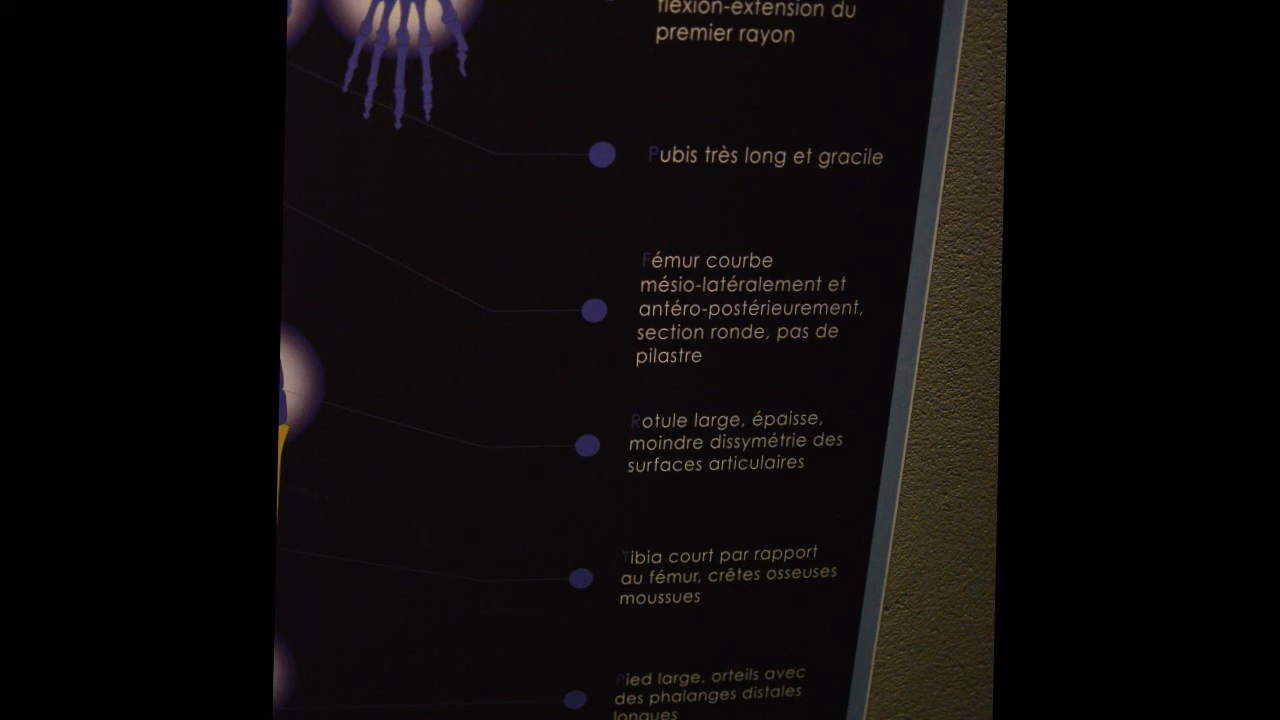 flexion-extension du
premier rayon
Pubis très long et gracile
Fémur courbe
mésio-latéralement et
antéro-postérieurement,
section ronde, pas de
pilastre
Rotule large, épaisse,
moindre dissymétrie des
surfaces articulaires
Tibia court par rapport
au fémur, crêtes osseuses
moussues
Pied large, orteils avec
des phalanges distales
longues